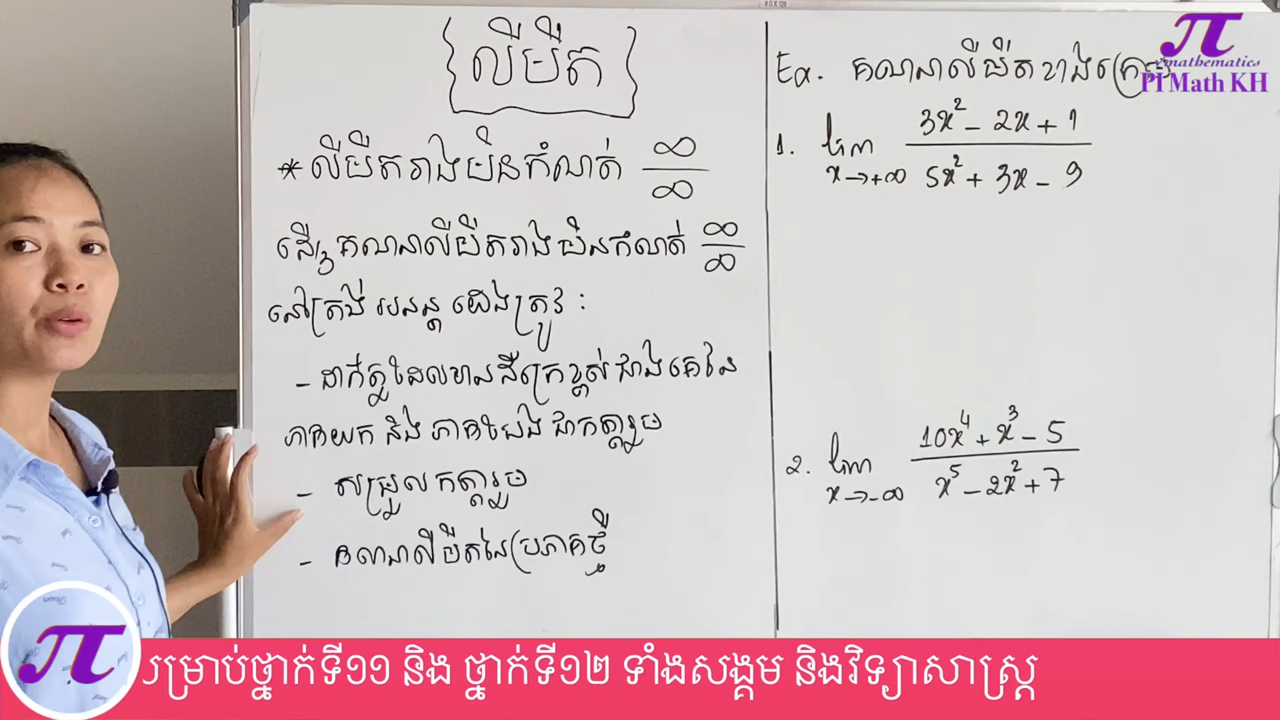 {លីមីត}
* លីមីតរាងមិនកំណត់ ∞/∞
ដើម្បីគណនាលីមីតរាងមិនកំណត់ ∞/∞
នៅត្រង់ អនន្ត យើងត្រូវ :
- ដាក់តួដែលមានដឺក្រេខ្ពស់ជាងគេនៃ
ភាគយក និង ភាគបែង ជាកត្តារួម
- សម្រួលកត្តារួម
- គណនាលីមីតនៃប្រភាគថ្មី
Ex. គណនាលីមីតខាងក្រោម
1. lim x→+∞ (3x² - 2x + 1)/(5x² + 3x - 9)
2. lim x→-∞ (10x⁴ + x³ - 5)/(x⁵ - 2x² + 7)
π
mathematics
PI Math KH
π
សម្រាប់ថ្នាក់ទី១១ និង ថ្នាក់ទី១២ ទាំងសង្គម និងវិទ្យាសាស្ត្រ